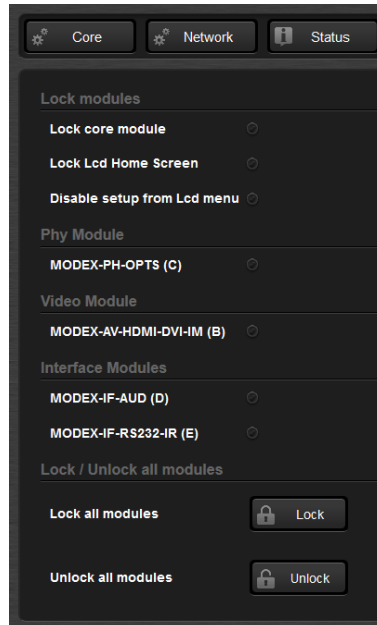 Core Network Status
Lock modules
Lock core module
Lock Lcd Home Screen
Disable setup from Lcd menu
Phy Module
MODEX-PH-OPTS (C)
Video Module
MODEX-AV-HDMI-DVI-IM (B)
Interface Modules
MODEX-IF-AUD (D)
MODEX-IF-RS232-IR (E)
Lock / Unlock all modules
Lock all modules Lock
Unlock all modules Unlock